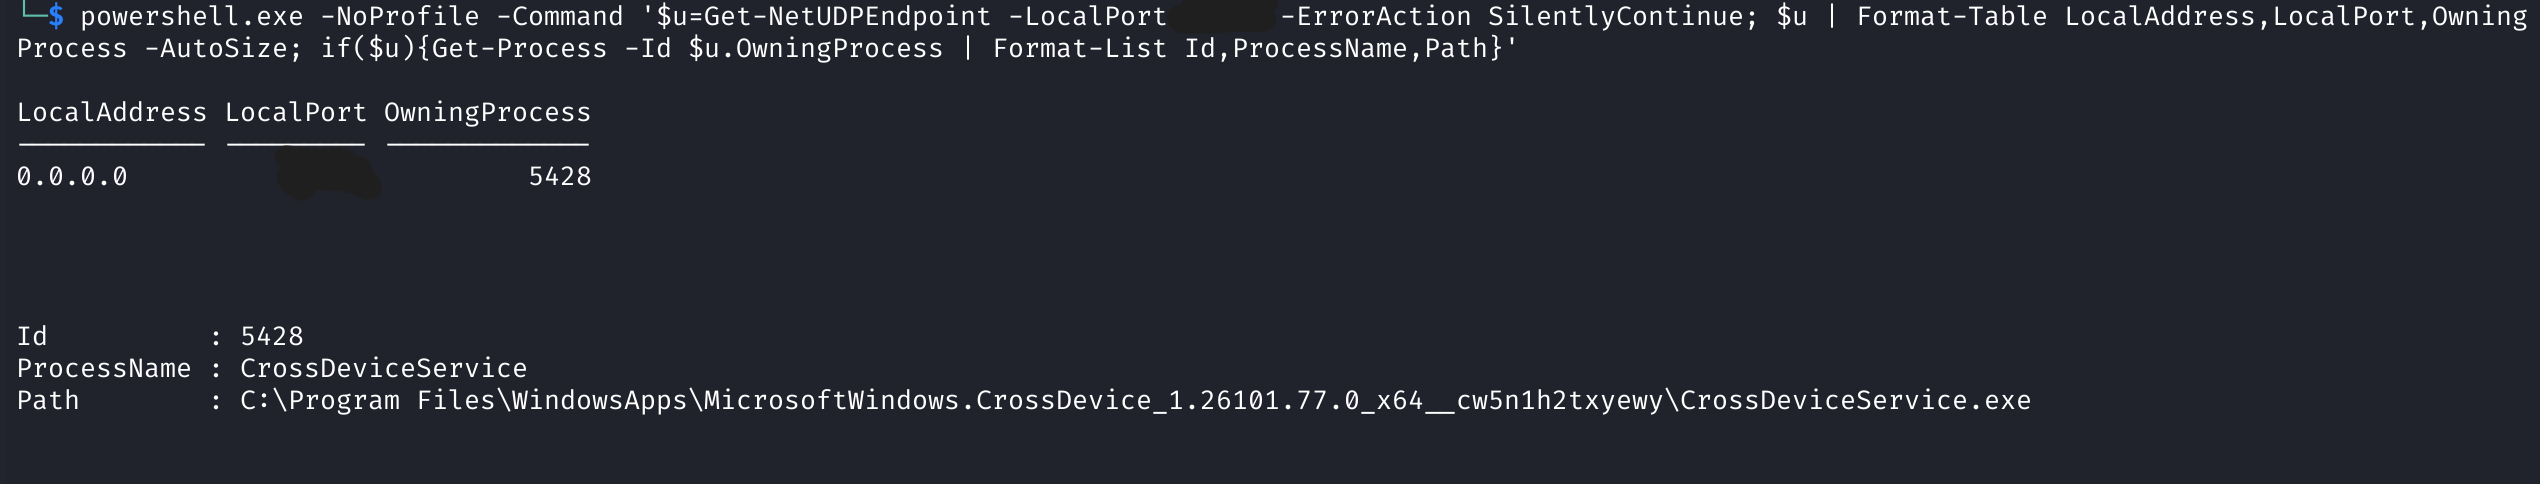 └─$ powershell.exe -NoProfile -Command '$u=Get-NetUDPEndpoint -LocalPort -ErrorAction SilentlyContinue; $u | Format-Table LocalAddress,LocalPort,Owning
Process -AutoSize; if($u){Get-Process -Id $u.OwningProcess | Format-List Id,ProcessName,Path}'
LocalAddress LocalPort OwningProcess
0.0.0.0 5428
Id : 5428
ProcessName : CrossDeviceService
Path : C:\Program Files\WindowsApps\MicrosoftWindows.CrossDevice_1.26101.77.0_x64__cw5n1h2txyewy\CrossDeviceService.exe